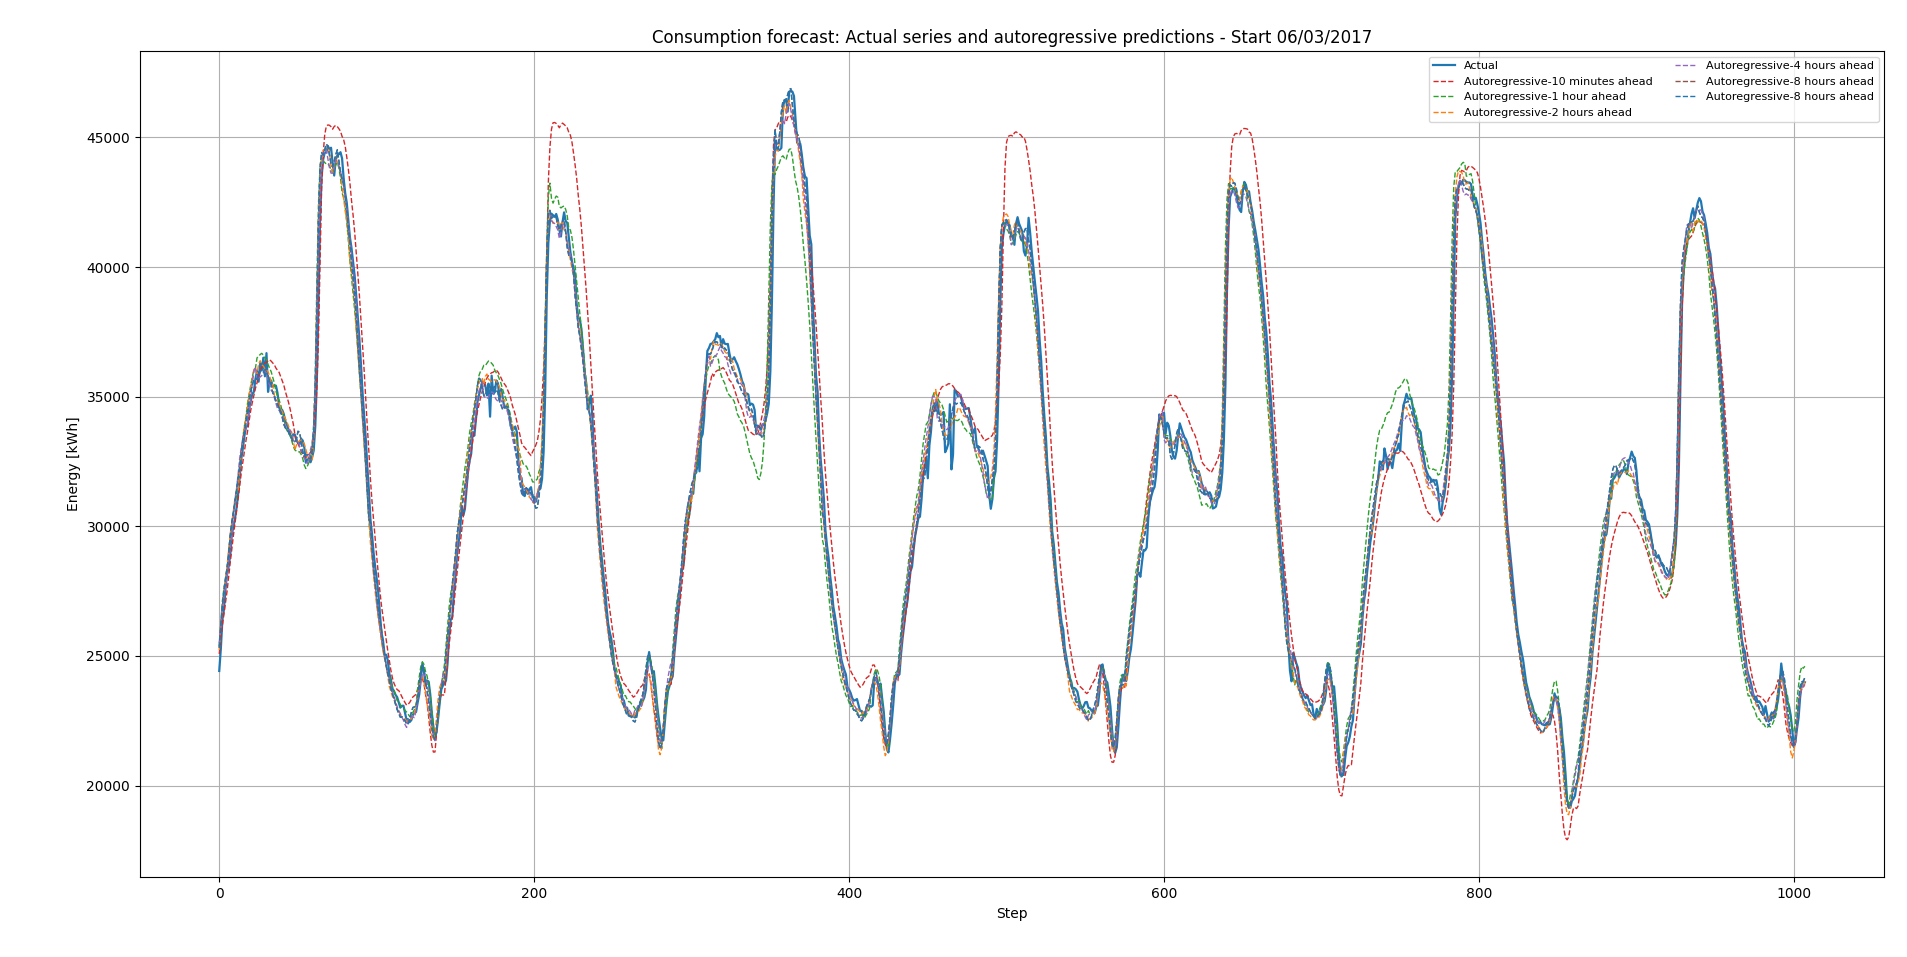 Consumption forecast: Actual series and autoregressive predictions - Start 06/03/2017
Actual
Autoregressive-10 minutes ahead
Autoregressive-1 hour ahead
Autoregressive-2 hours ahead
Autoregressive-4 hours ahead
Autoregressive-8 hours ahead
Autoregressive-8 hours ahead
Energy [kWh]
45000
40000
35000
30000
25000
20000
0
200
400
600
800
1000
Step